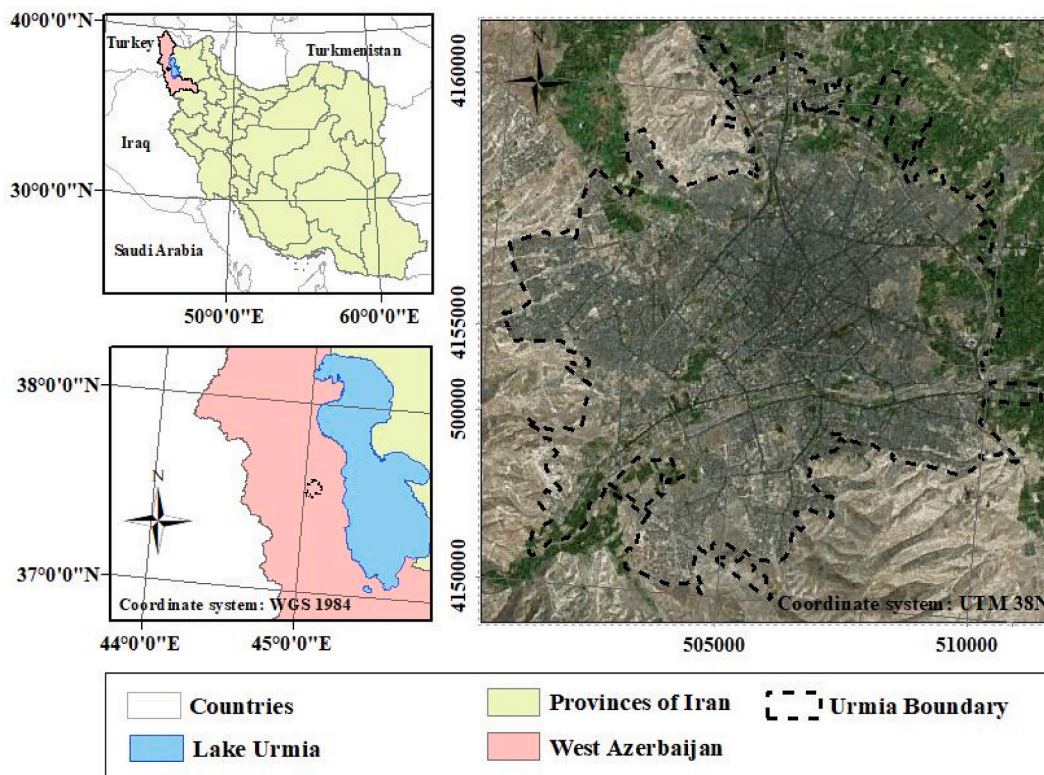 40°0'0"N
Turkey
Turkmenistan
Iraq
30°0'0"N
Saudi Arabia
50°0'0"E 60°0'0"E
38°0'0"N
N
37°0'0"N
Coordinate system: WGS 1984
44°0'0"E 45°0'0"E
N
4160000
4155000
500000
4150000
Coordinate system: UTM 38N
505000 510000
Countries
Provinces of Iran
Urmia Boundary
Lake Urmia
West Azerbaijan